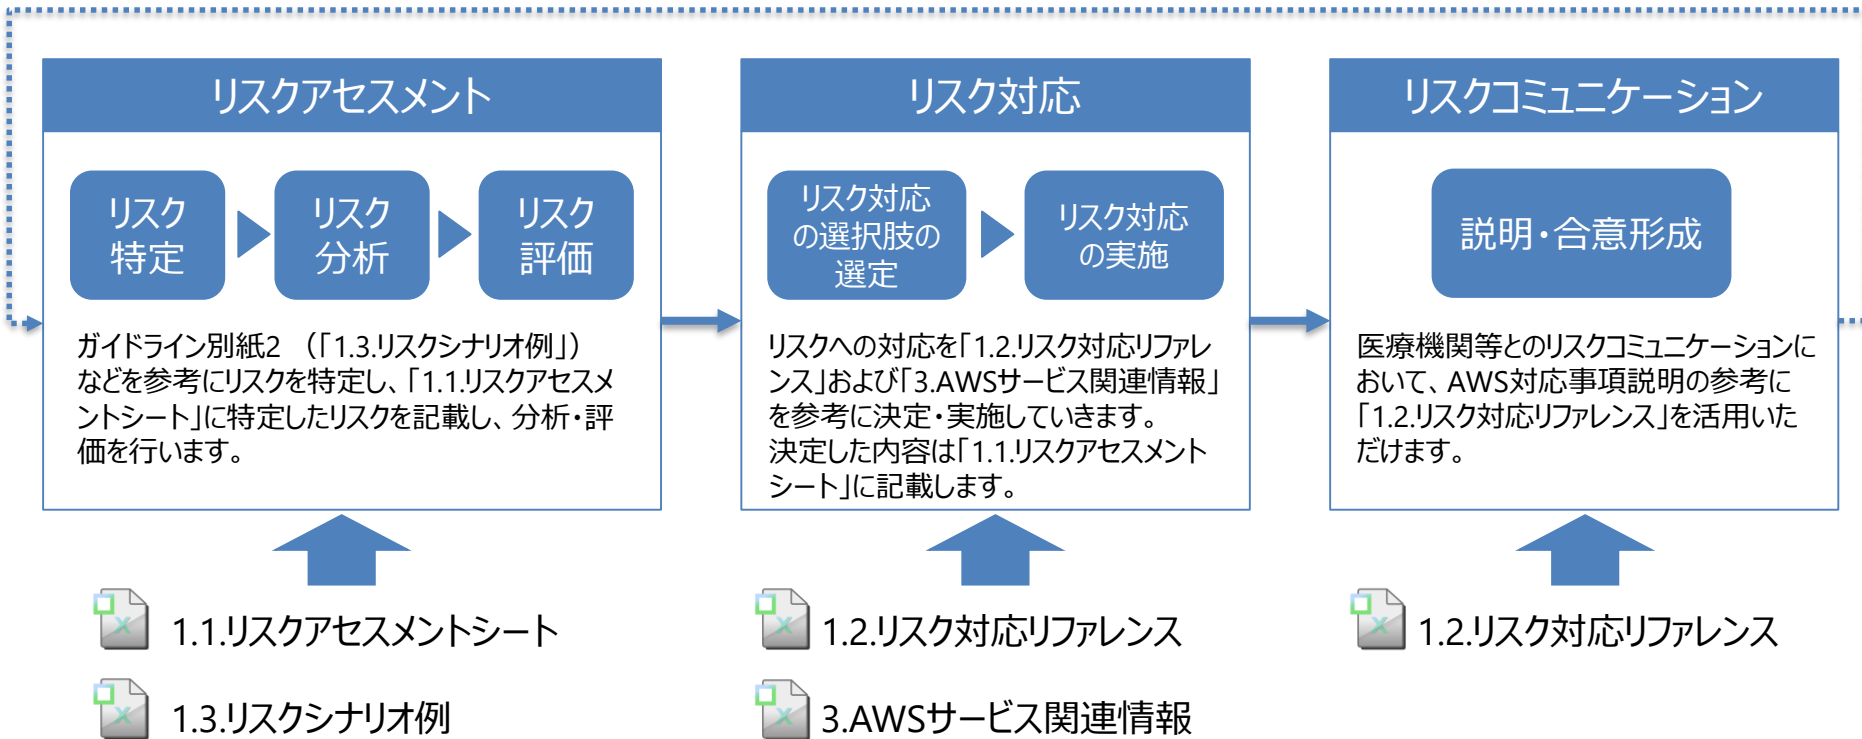 リスクアセスメント
リスク
特定
リスク
分析
リスク
評価
ガイドライン別紙2 （「1.3.リスクシナリオ例」）
などを参考にリスクを特定し、「1.1.リスクアセスメ
ントシート」に特定したリスクを記載し、分析・評
価を行います。
1.1.リスクアセスメントシート
1.3.リスクシナリオ例
リスク対応
リスク対応
の選択肢の
選定
リスク対応
の実施
リスクへの対応を「1.2.リスク対応リファレ
ンス」および「3.AWSサービス関連情報」
を参考に決定・実施していきます。
決定した内容は「1.1.リスクアセスメント
シート」に記載します。
1.2.リスク対応リファレンス
3.AWSサービス関連情報
リスクコミュニケーション
説明・合意形成
医療機関等とのリスクコミュニケーションに
おいて、AWS対応事項説明の参考に
「1.2.リスク対応リファレンス」を活用いた
だけます。
1.2.リスク対応リファレンス